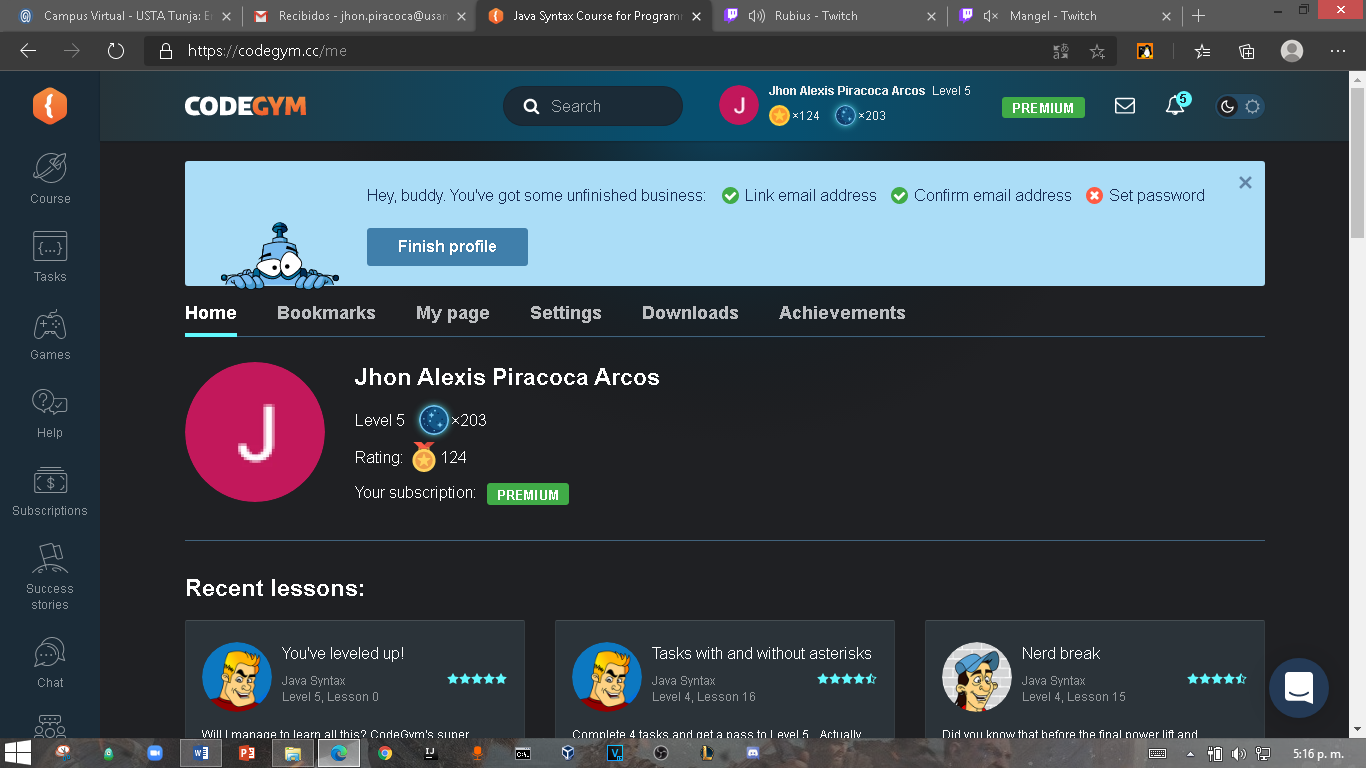 Campus Virtual - USTA Tunja: E
Recibidos - jhon.piracoca@usan
Java Syntax Course for Programm
Rubius - Twitch
Mangel - Twitch
https://codegym.cc/me
CODEGYM
Search
J
Jhon Alexis Piracoca Arcos Level 5
×124 ×203
PREMIUM
5
Course
Tasks
Games
Help
Subscriptions
Success
stories
Chat
Hey, buddy. You've got some unfinished business: Link email address Confirm email address Set password
Finish profile
Home Bookmarks My page Settings Downloads Achievements
J
Jhon Alexis Piracoca Arcos
Level 5 ×203
Rating: 124
Your subscription: PREMIUM
Recent lessons:
You've leveled up!
Java Syntax
Level 5, Lesson 0
Will I manage to learn all this? CodeGym's super
Tasks with and without asterisks
Java Syntax
Level 4, Lesson 16
Complete 4 tasks and get a pass to Level 5. Actually
Nerd break
Java Syntax
Level 4, Lesson 15
Did you know that before the final power lift and
5:16 p. m.